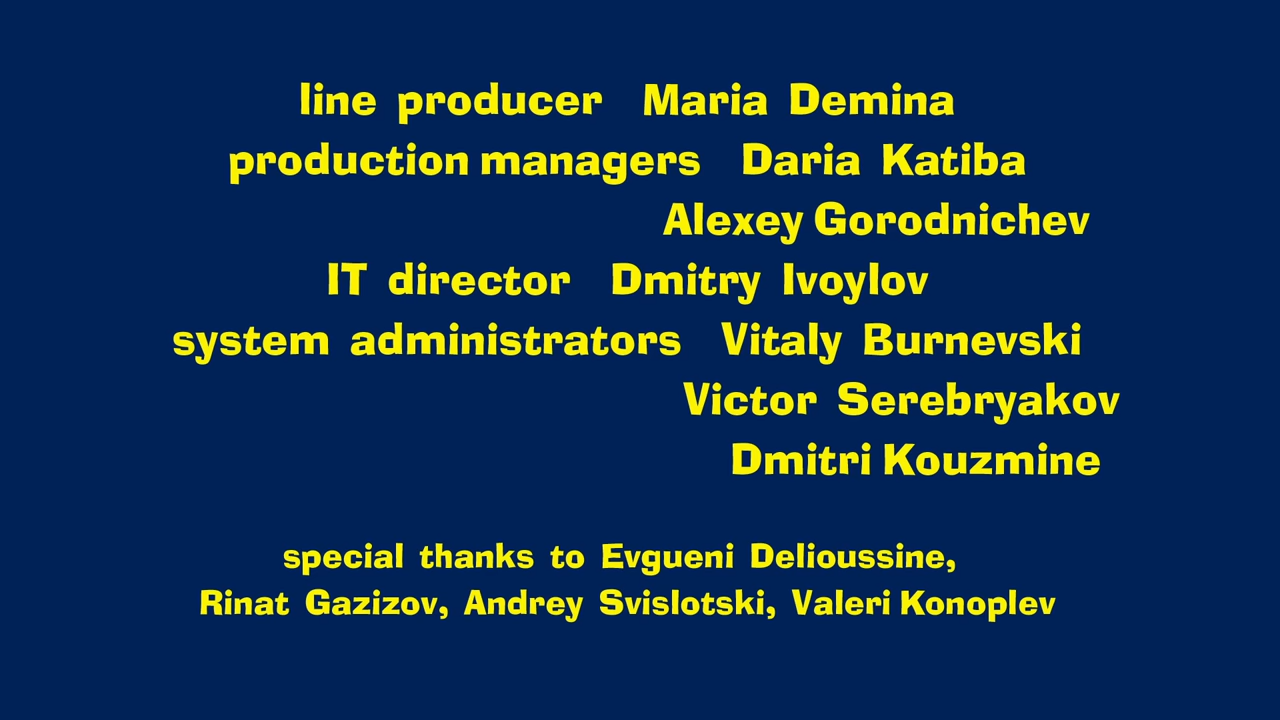 line producer Maria Demina
production managers Daria Katiba
Alexey Gorodnichev
IT director Dmitry Ivoylov
system administrators Vitaly Burnevski
Victor Serebryakov
Dmitri Kouzmine
special thanks to Evgueni Delioussine,
Rinat Gazizov, Andrey Svislotski, Valeri Konoplev